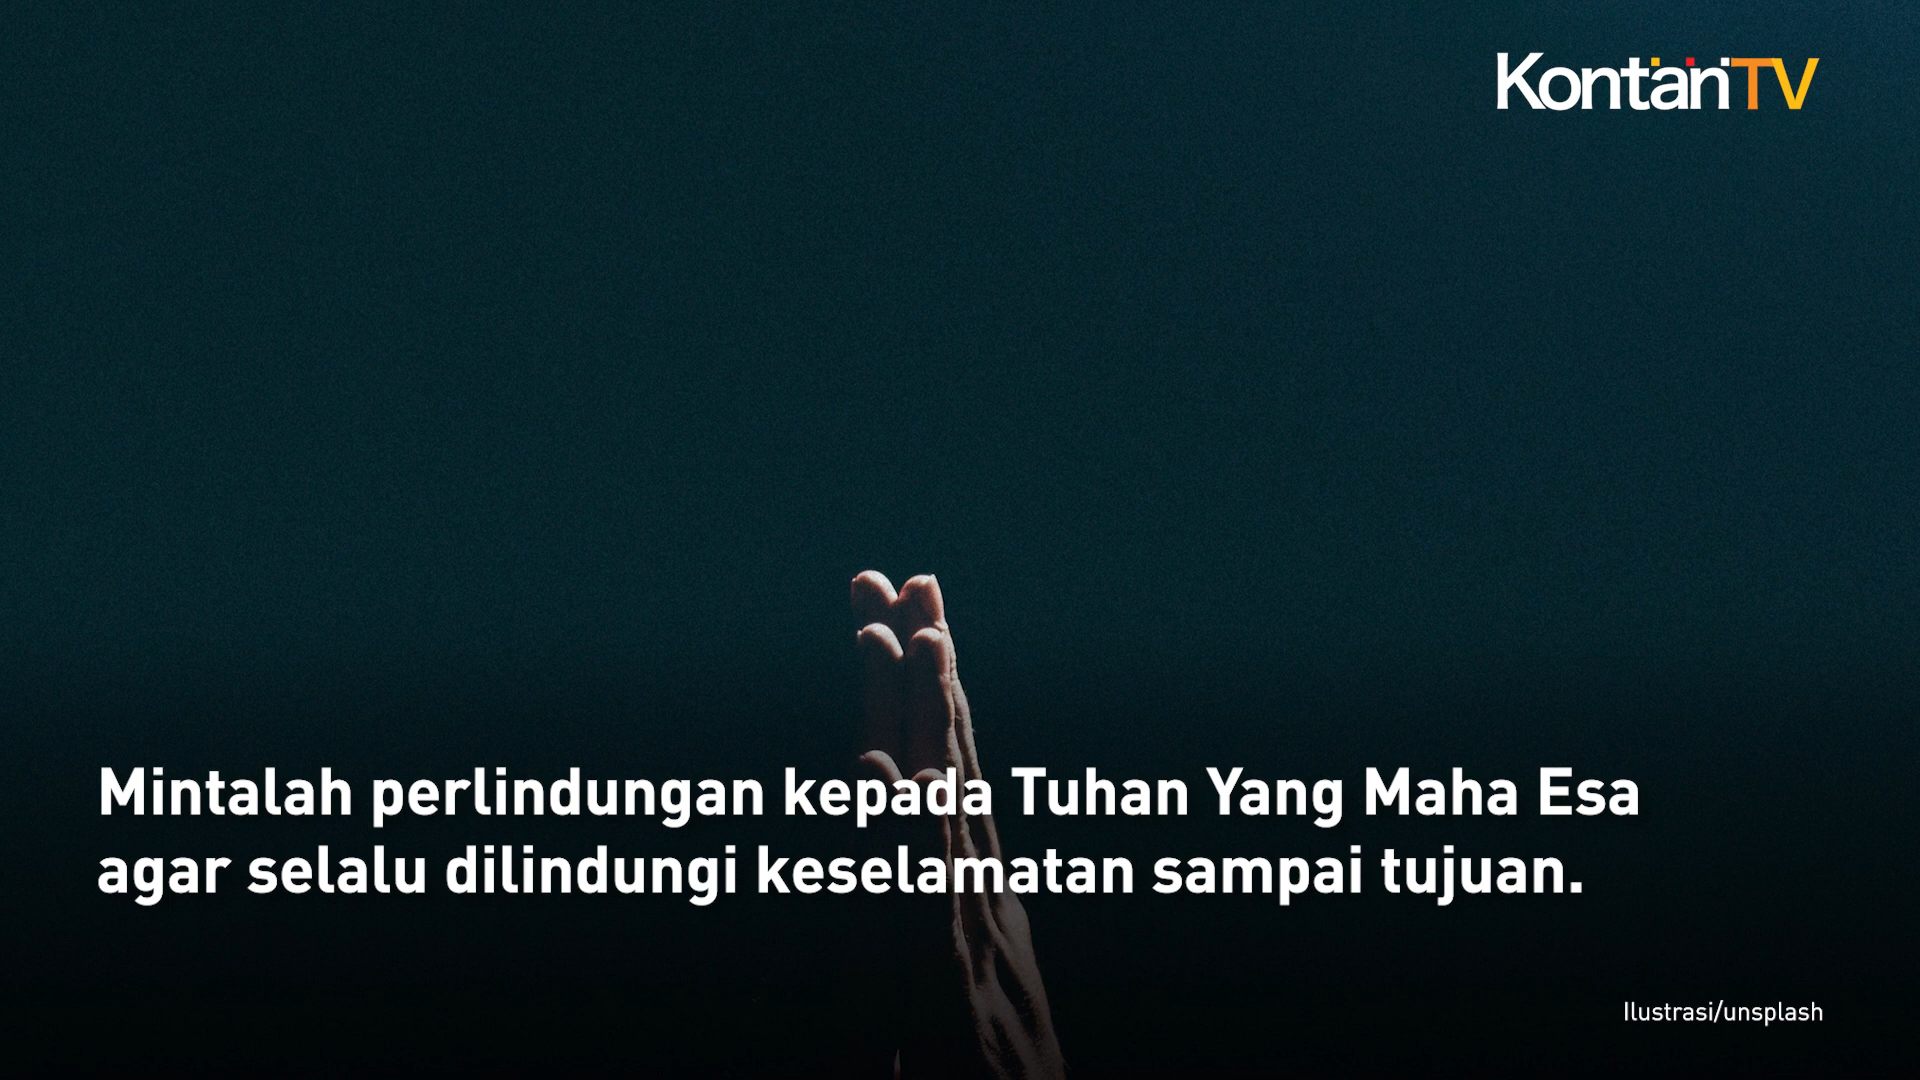 KontanTV
Mintalah perlindungan kepada Tuhan Yang Maha Esa
agar selalu dilindungi keselamatan sampai tujuan.
Ilustrasi/unsplash